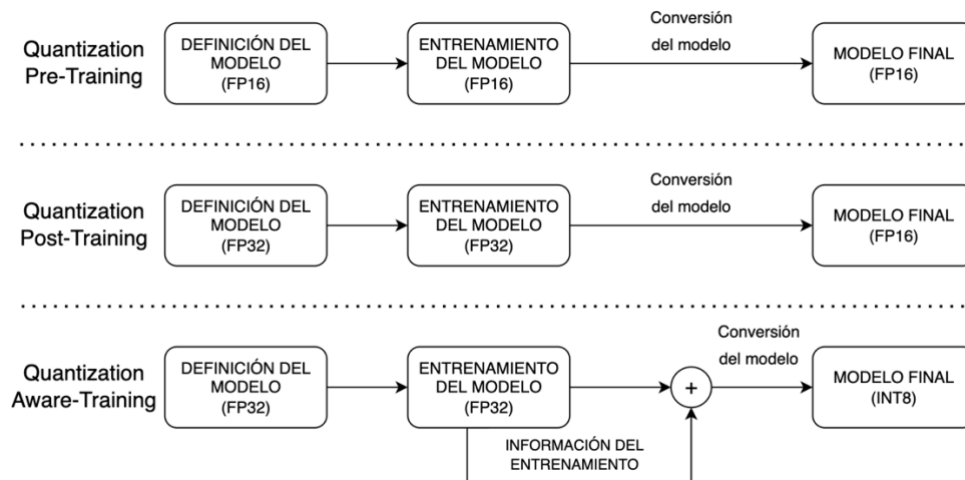 Quantization
Pre-Training
DEFINICIÓN DEL
MODELO
(FP16)
ENTRENAMIENTO
DEL MODELO
(FP16)
Conversión
del modelo
MODELO FINAL
(FP16)
Quantization
Post-Training
DEFINICIÓN DEL
MODELO
(FP32)
ENTRENAMIENTO
DEL MODELO
(FP32)
Conversión
del modelo
MODELO FINAL
(FP16)
Quantization
Aware-Training
DEFINICIÓN DEL
MODELO
(FP32)
ENTRENAMIENTO
DEL MODELO
(FP32)
+
Conversión
del modelo
MODELO FINAL
(INT8)
INFORMACIÓN DEL
ENTRENAMIENTO